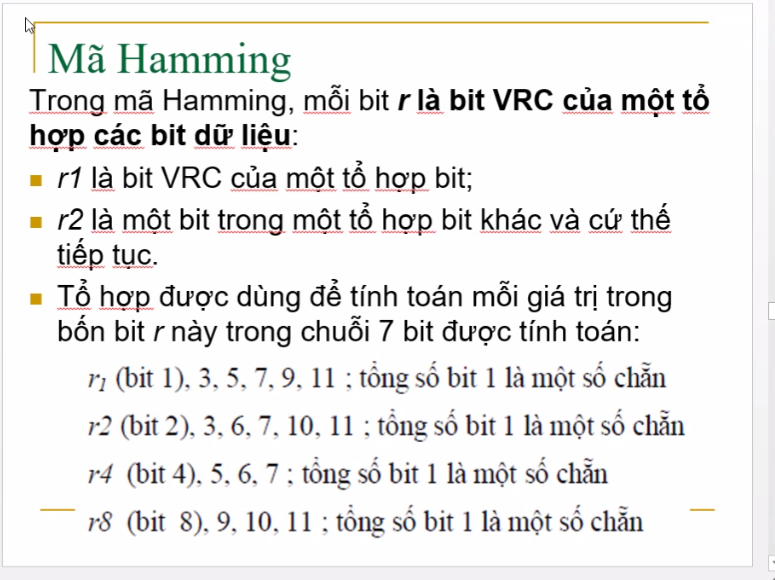 Mã Hamming
Trong mã Hamming, mỗi bit r là bit VRC của một tổ
hợp các bit dữ liệu:
r1 là bit VRC của một tổ hợp bit;
r2 là một bit trong một tổ hợp bit khác và cứ thế
tiếp tục.
Tổ hợp được dùng để tính toán mỗi giá trị trong
bốn bit r này trong chuỗi 7 bit được tính toán:
r1 (bit 1), 3, 5, 7, 9, 11 ; tổng số bit 1 là một số chẵn
r2 (bit 2), 3, 6, 7, 10, 11 ; tổng số bit 1 là một số chẵn
r4 (bit 4), 5, 6, 7 ; tổng số bit 1 là một số chẵn
r8 (bit 8), 9, 10, 11 ; tổng số bit 1 là một số chẵn